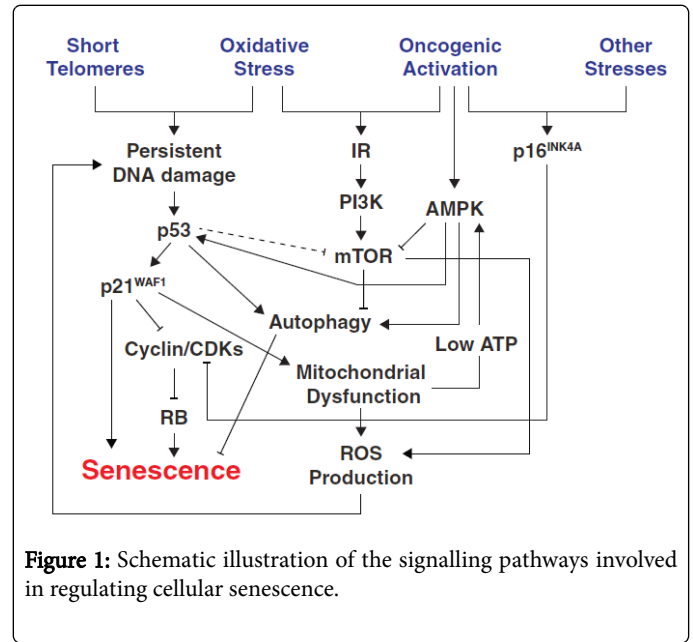 Short
Telomeres
Oxidative
Stress
Oncogenic
Activation
Other
Stresses
Persistent
DNA damage
IR
p16INK4A
PI3K
AMPK
p53
mTOR
p21WAF1
Autophagy
Cyclin/CDKs
Low ATP
Mitochondrial
Dysfunction
RB
ROS
Production
Senescence
Figure 1: Schematic illustration of the signalling pathways involved
in regulating cellular senescence.